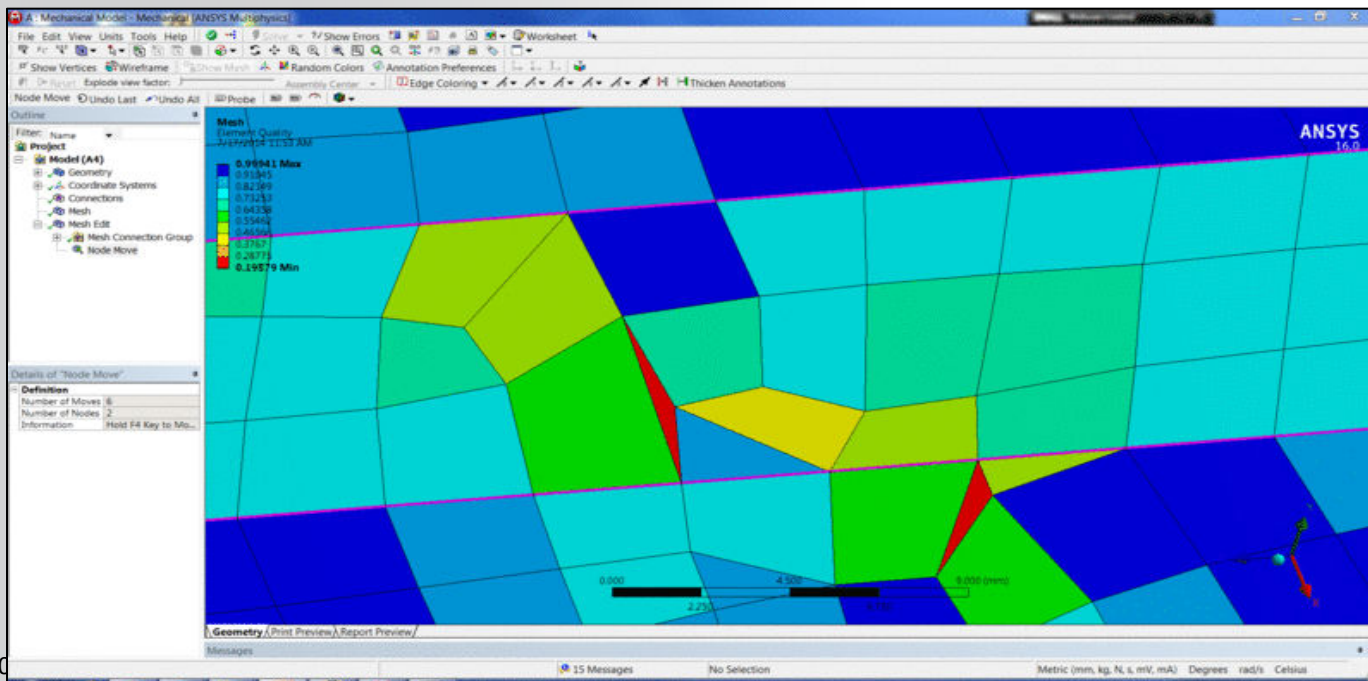 A : Mechanical Model - Mechanical [ANSYS Multiphysics]
File Edit View Units Tools Help Solve Show Errors Worksheet
Show Vertices Wireframe Show Mesh Random Colors Annotation Preferences
Reset Explode view factor: Assembly Center Edge Coloring Thicken Annotations
Node Move Undo Last Undo All Probe
Outline
Filter: Name
Project
Model (A4)
Geometry
Coordinate Systems
Connections
Mesh
Mesh Edit
Mesh Connection Group
Node Move
Details of "Node Move"
Definition
Number of Moves 6
Number of Nodes 2
Information Hold F4 Key to Mo...
Mesh
Element Quality
7/17/2014 11:53 AM
0.99941 Max
0.91045
0.82149
0.73253
0.64358
0.55462
0.46566
0.3767
0.28775
0.19879 Min
ANSYS
16.0
0.000 4.500 9.000 (mm)
2.250
Geometry Print Preview Report Preview
Messages
15 Messages No Selection Metric (mm, kg, N, s, mV, mA) Degrees rad/s Celsius